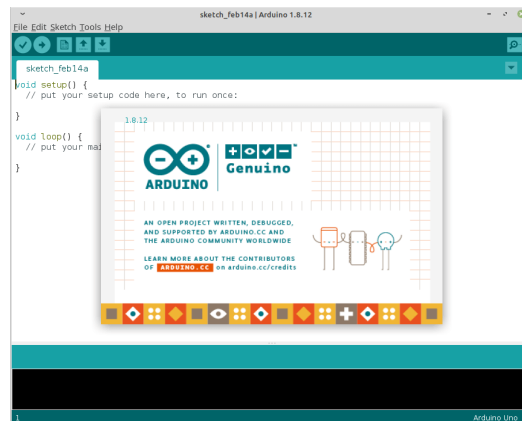 sketch_feb14a | Arduino 1.8.12
File Edit Sketch Tools Help
sketch_feb14a
void setup() {
// put your setup code here, to run once:
}
void loop() {
// put your mai
}
1.8.12
ARDUINO
Genuino
AN OPEN PROJECT WRITTEN, DEBUGGED,
AND SUPPORTED BY ARDUINO.CC AND
THE ARDUINO COMMUNITY WORLDWIDE
LEARN MORE ABOUT THE CONTRIBUTORS
OF ARDUINO.CC on arduino.cc/credits
1
Arduino Uno